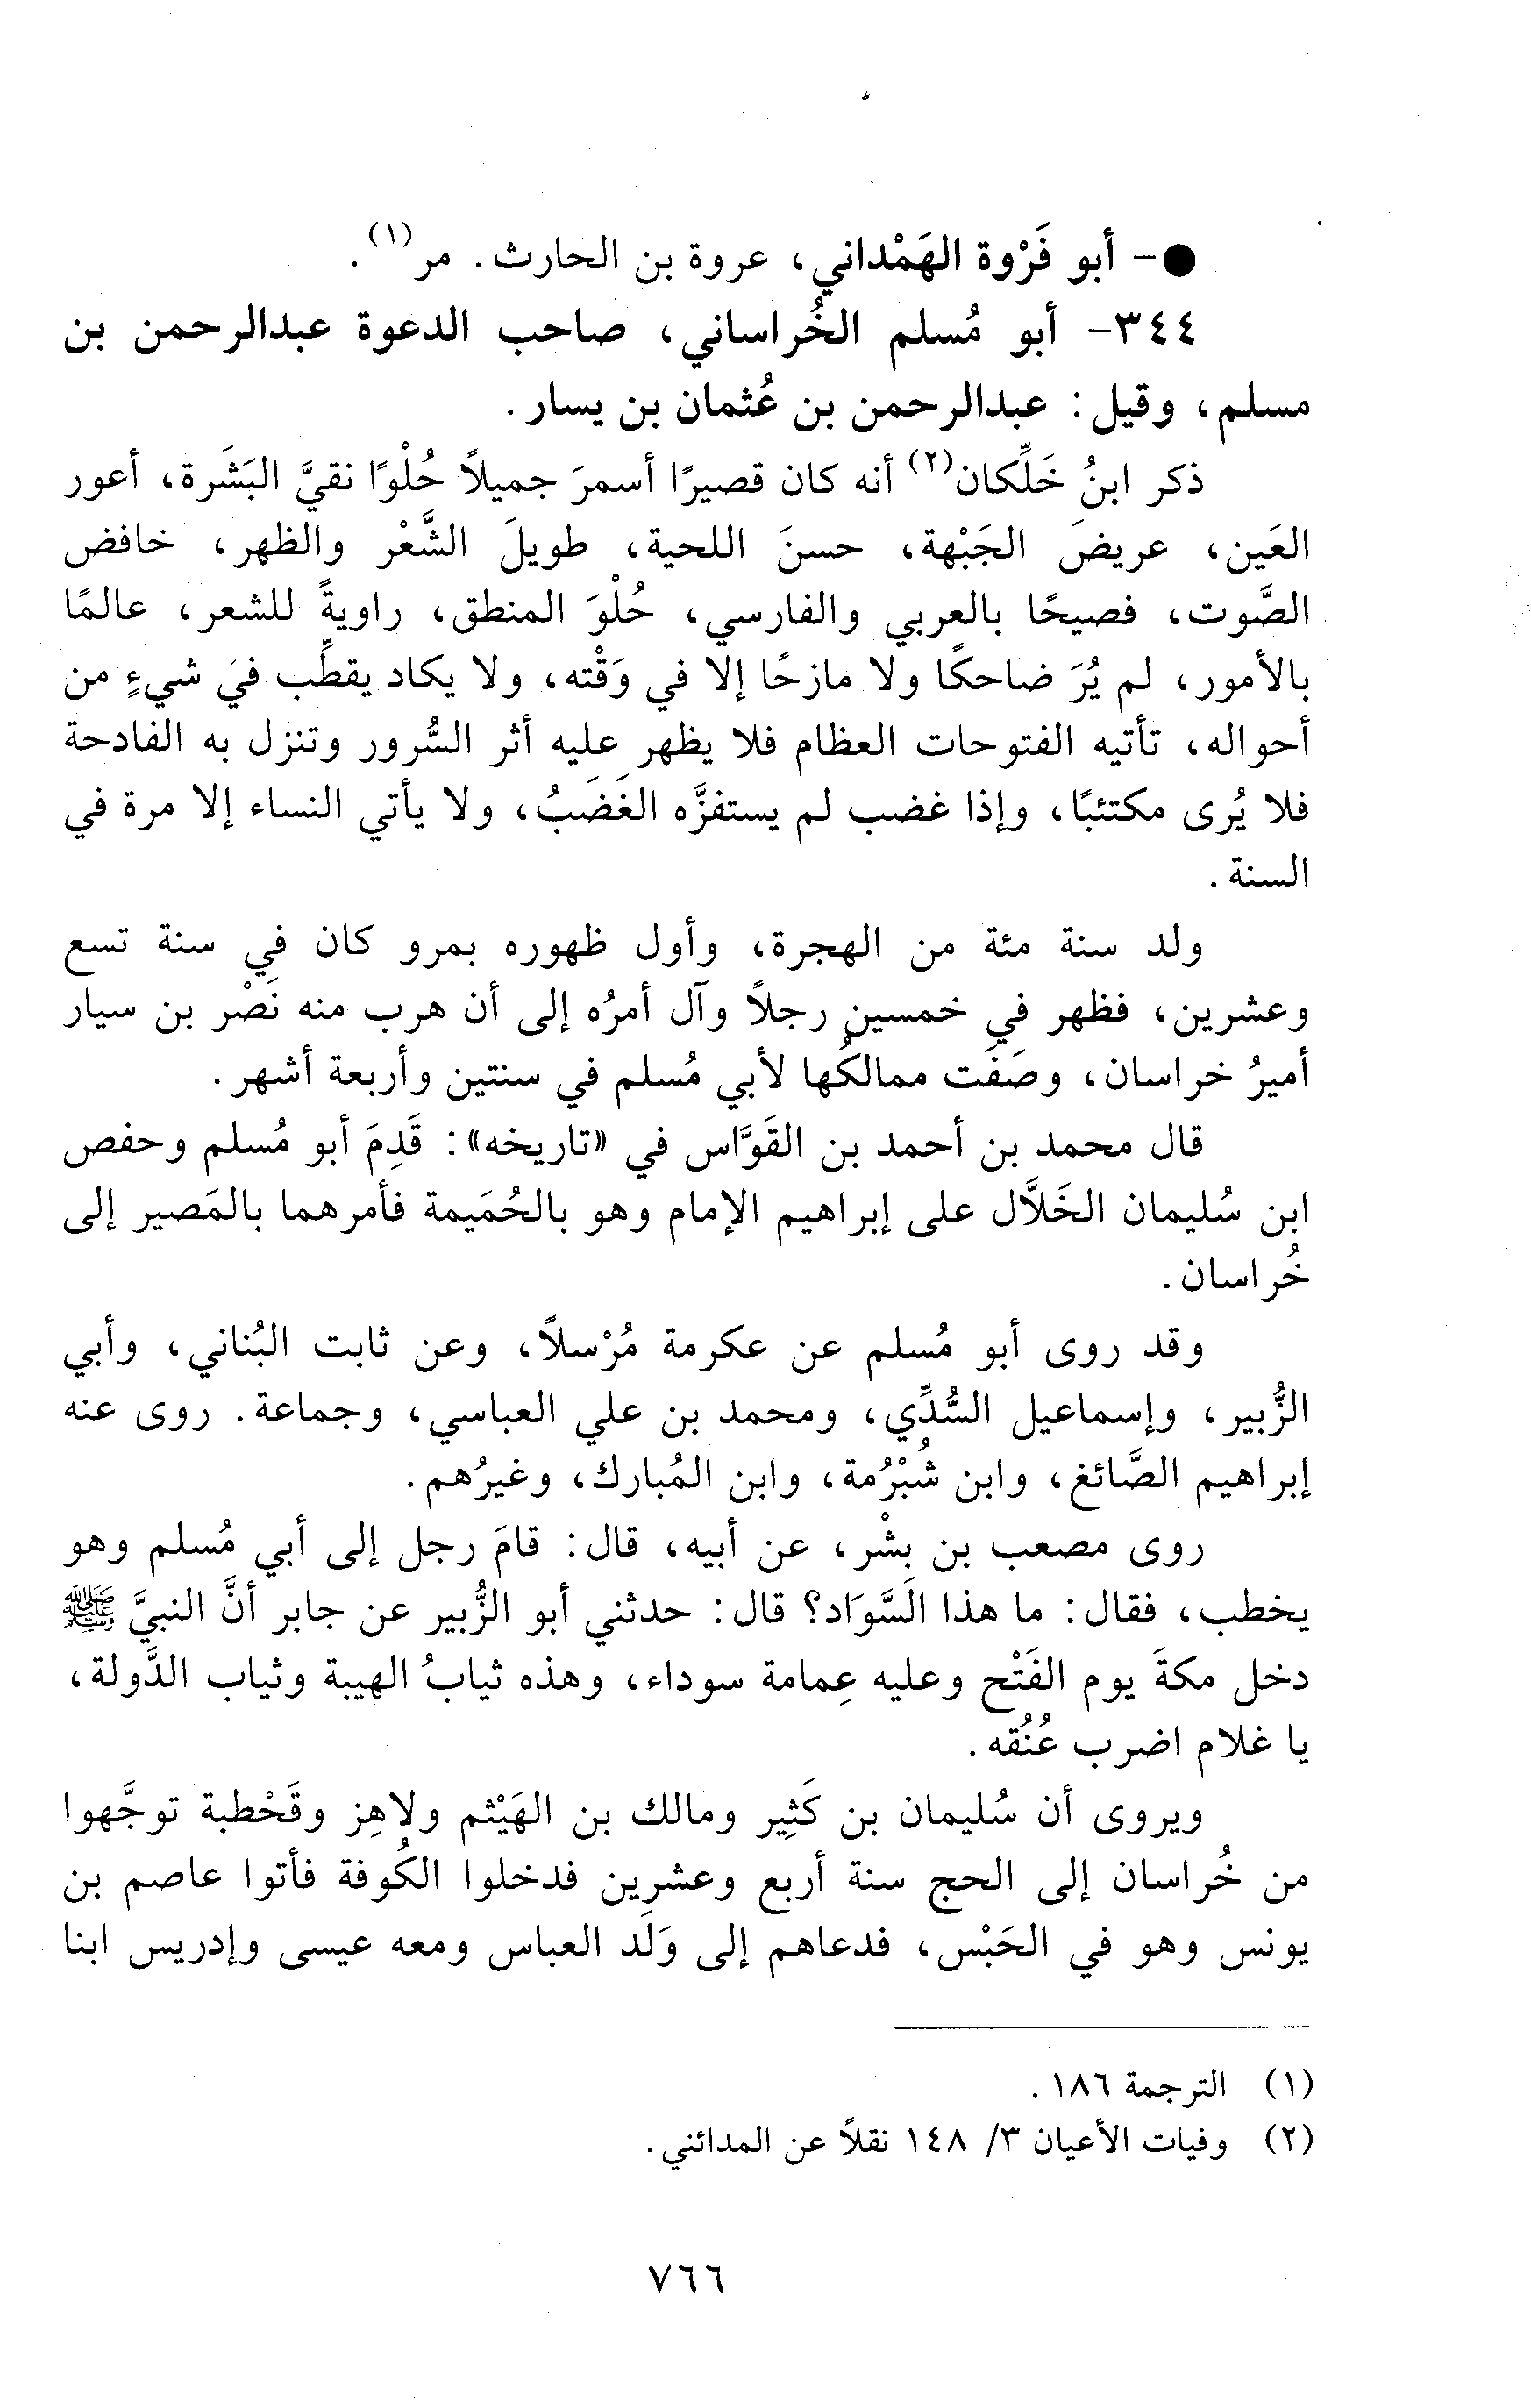 ●- أبو فَرْوة الهَمْداني، عروة بن الحارث. مر(١).
٣٤٤- أبو مُسلم الخُراساني، صاحب الدعوة عبدالرحمن بن
مسلم، وقيل: عبدالرحمن بن عُثمان بن يسار.
ذكر ابنُ خَلِّكان(٢) أنه كان قصيرًا أسمرَ جميلاً حُلْوًا نقيَّ البَشَرة، أعور
العَين، عريضَ الجَبْهة، حسنَ اللحية، طويلَ الشَّعْر والظهر، خافض
الصَّوت، فصيحًا بالعربي والفارسي، حُلْوَ المنطق، راويةً للشعر، عالمًا
بالأمور، لم يُرَ ضاحكًا ولا مازحًا إلا في وَقْته، ولا يكاد يقطِّب في شيءٍ من
أحواله، تأتيه الفتوحات العظام فلا يظهر عليه أثر السُّرور وتنزل به الفادحة
فلا يُرى مكتئبًا، وإذا غضب لم يستفزَّه الغَضَبُ، ولا يأتي النساء إلا مرة في
السنة.
ولد سنة مئة من الهجرة، وأول ظهوره بمرو كان في سنة تسع
وعشرين، فظهر في خمسين رجلاً وآل أمرُه إلى أن هرب منه نَصْر بن سيار
أميرُ خراسان، وصَفَت ممالكُها لأبي مُسلم في سنتين وأربعة أشهر.
قال محمد بن أحمد بن القَوَّاس في «تاريخه»: قَدِمَ أبو مُسلم وحفص
ابن سُليمان الخَلَّال على إبراهيم الإمام وهو بالحُمَيمة فأمرهما بالمَصير إلى
خُراسان.
وقد روى أبو مُسلم عن عكرمة مُرْسلاً، وعن ثابت البُناني، وأبي
الزُّبير، وإسماعيل السُّدِّي، ومحمد بن علي العباسي، وجماعة. روى عنه
إبراهيم الصَّائغ، وابن شُبْرُمة، وابن المُبارك، وغيرُهم.
روى مصعب بن بِشْر، عن أبيه، قال: قامَ رجل إلى أبي مُسلم وهو
يخطب، فقال: ما هذا السَّوَاد؟ قال: حدثني أبو الزُّبير عن جابر أنَّ النبيَّ ﷺ
دخل مكةَ يوم الفَتْح وعليه عِمامة سوداء، وهذه ثيابُ الهيبة وثياب الدَّولة،
يا غلام اضرب عُنُقه.
ويروى أن سُليمان بن كَثِير ومالك بن الهَيْثم ولاهِز وقَحْطبة توجَّهوا
من خُراسان إلى الحج سنة أربع وعشرين فدخلوا الكُوفة فأتوا عاصم بن
يونس وهو في الحَبْس، فدعاهم إلى وَلَد العباس ومعه عيسى وإدريس ابنا
(١) الترجمة ١٨٦.
(٢) وفيات الأعيان ٣/ ١٤٨ نقلاً عن المدائني.
٧٦٦